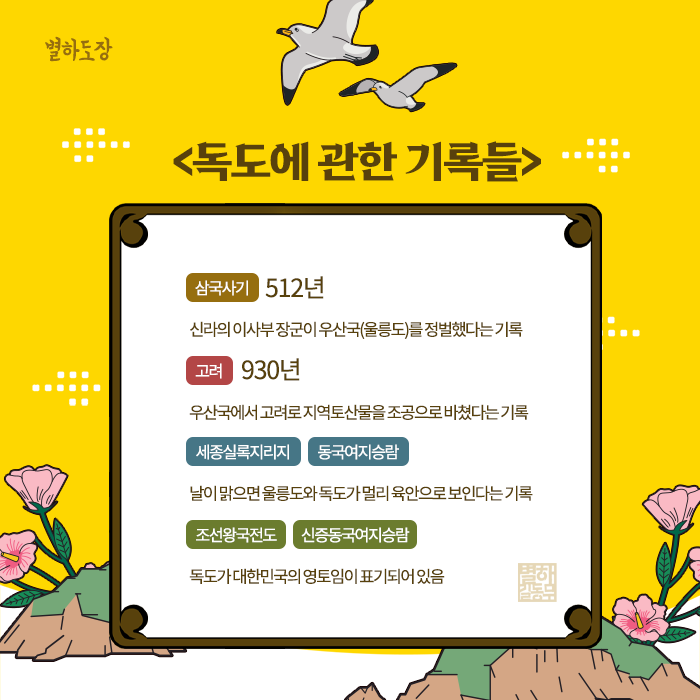 별하도장
<독도에 관한 기록들>
삼국사기 512년
신라의 이사부 장군이 우산국(울릉도)를 정벌했다는 기록
고려 930년
우산국에서 고려로 지역토산물을 조공으로 바쳤다는 기록
세종실록지리지 동국여지승람
날이 맑으면 울릉도와 독도가 멀리 육안으로 보인다는 기록
조선왕국전도 신증동국여지승람
독도가 대한민국의 영토임이 표기되어 있음
별하
길동무